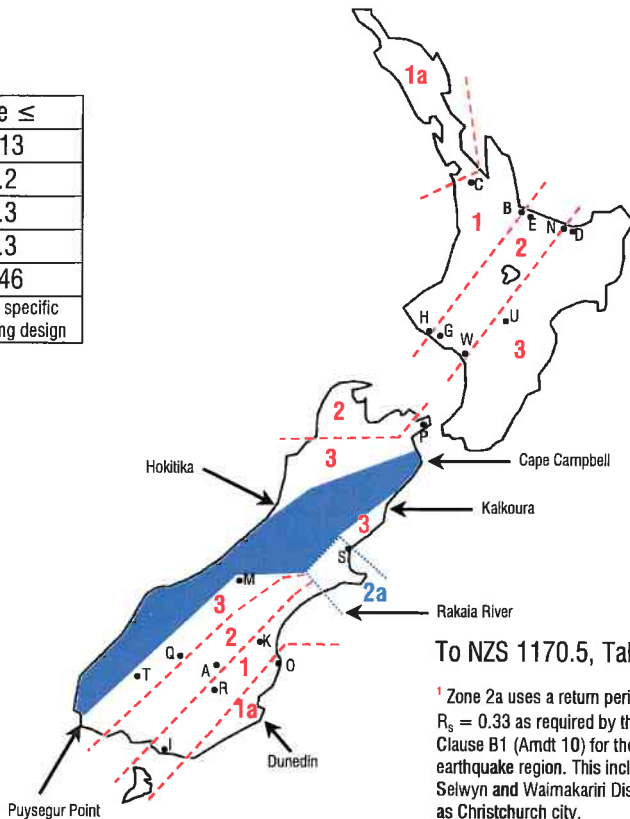 e ≤
13
.2
.3
.3
46
specific
ng design
1a
C
1
B
E
N
D
2
H
G
U
W
3
2
P
3
Hokitika
Cape Campbell
Kaikoura
3
S
M
2a
3
Rakaia River
2
K
Q
A
1
O
T
R
1a
I
Dunedin
Puysegur Point
To NZS 1170.5, Tal
1 Zone 2a uses a return peri
Rs = 0.33 as required by th
Clause B1 (Amdt 10) for the
earthquake region. This incl
Selwyn and Waimakariri Dis
as Christchurch city.